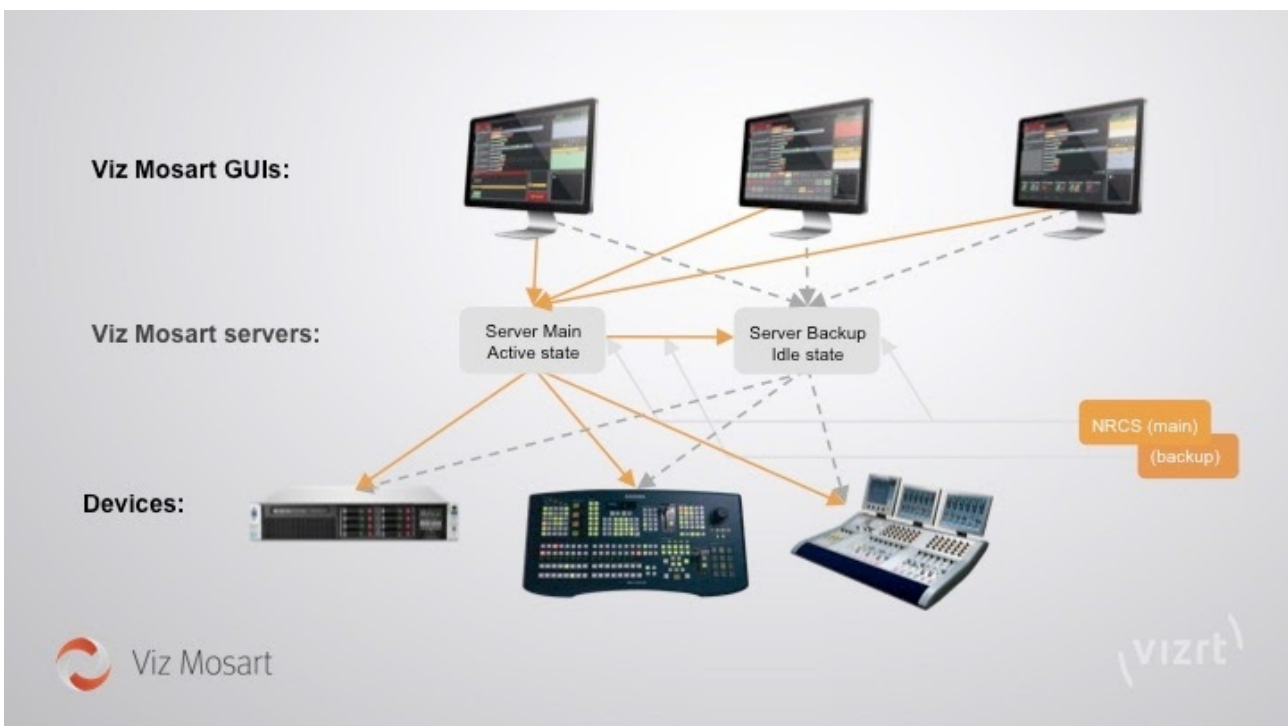 Viz Mosart GUIs:
Viz Mosart servers:
Server Main
Active state
Server Backup
Idle state
NRCS (main)
(backup)
Devices:
Viz Mosart
vizrt